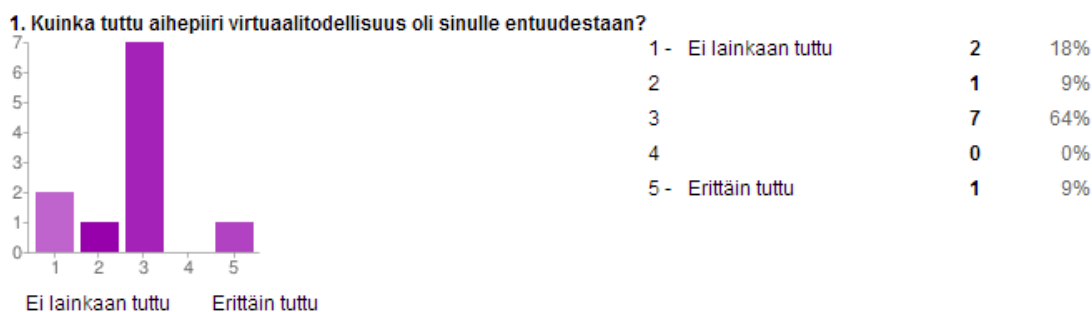 1. Kuinka tuttu aihepiiri virtuaalitodellisuus oli sinulle entuudestaan?
7
6
5
4
3
2
1
0
1 2 3 4 5
Ei lainkaan tuttu Erittäin tuttu
1 - Ei lainkaan tuttu 2 18%
2 1 9%
3 7 64%
4 0 0%
5 - Erittäin tuttu 1 9%